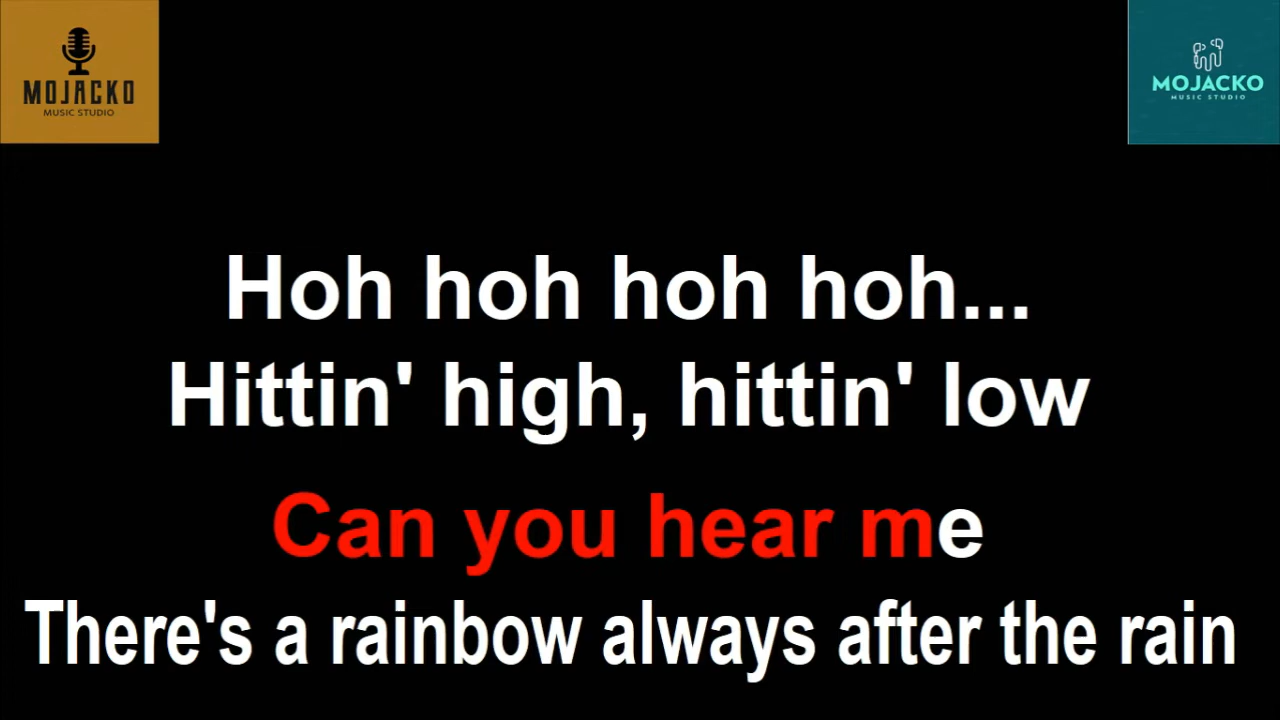 MOJACKO
MUSIC STUDIO
MOJACKO
MUSIC STUDIO
Hoh hoh hoh hoh...
Hittin' high, hittin' low
Can you hear me
There's a rainbow always after the rain